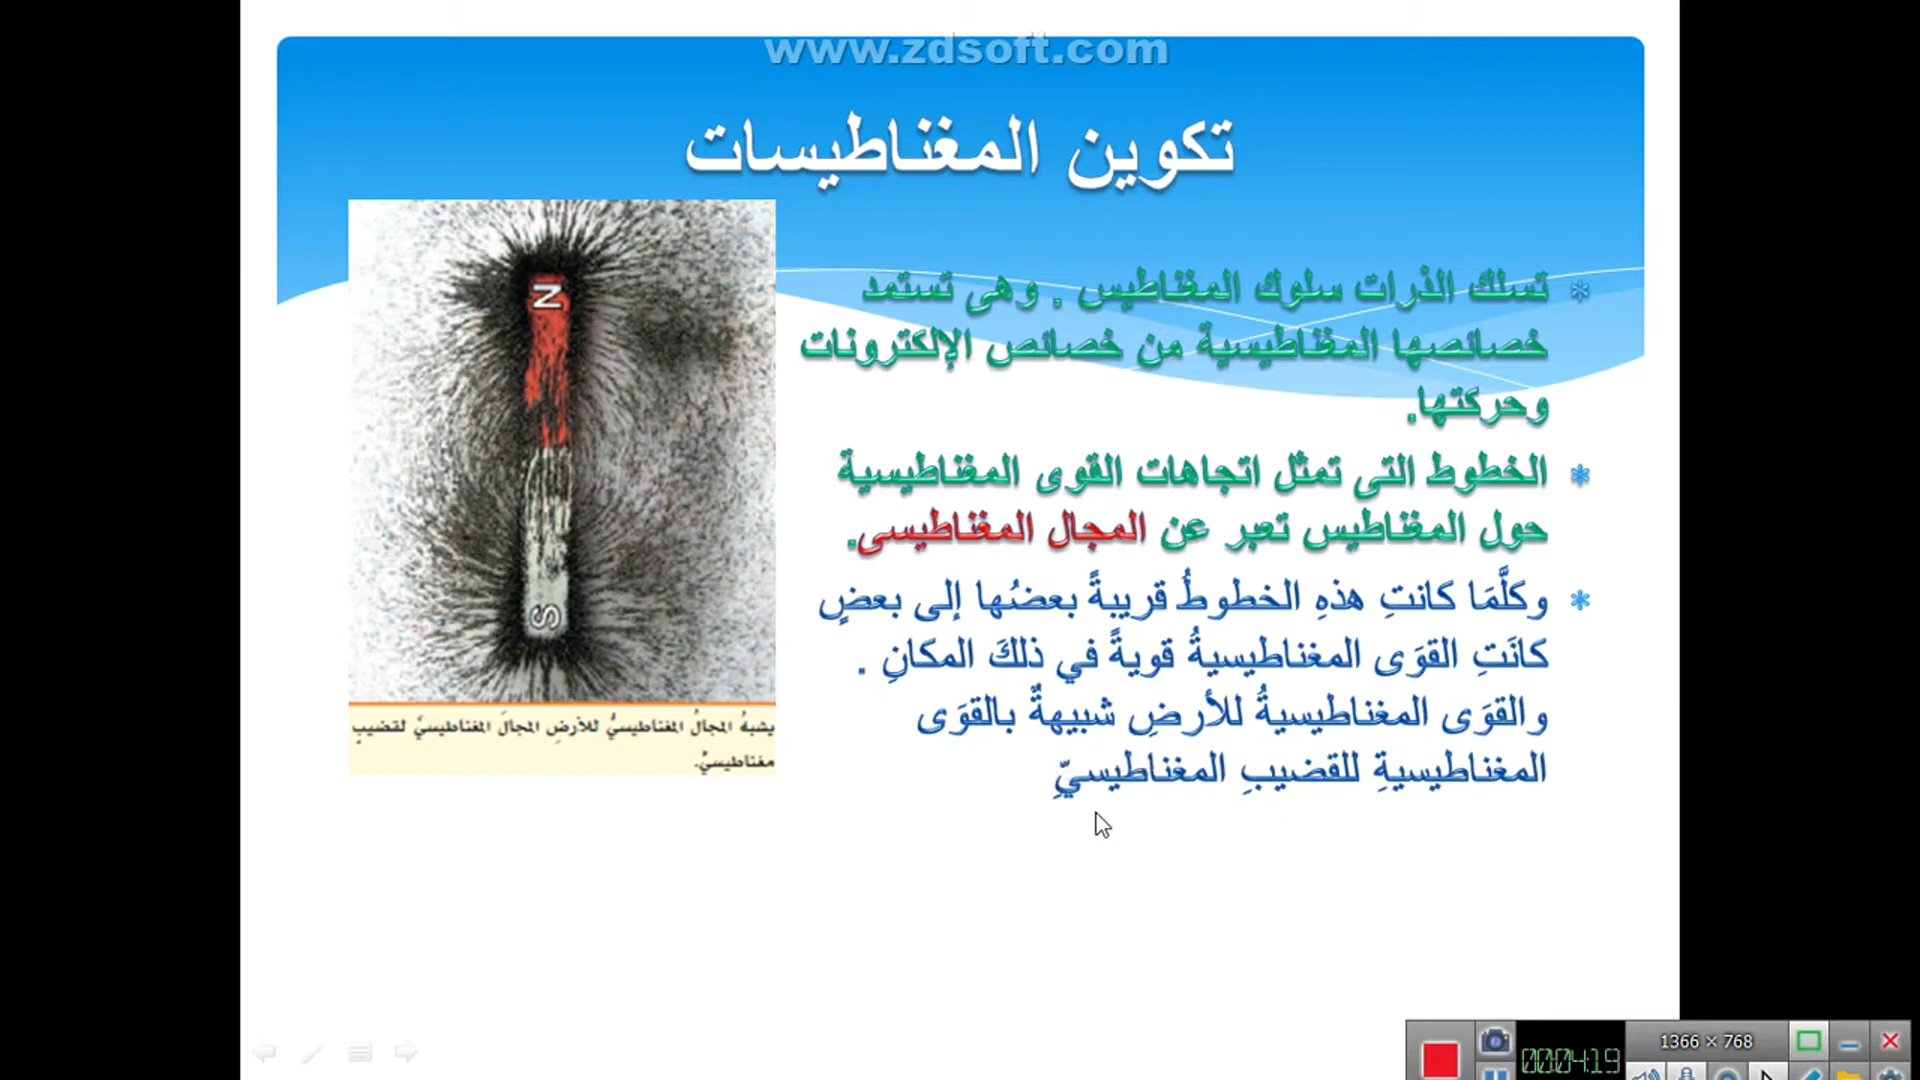 www.zdsoft.com
تكوين المغناطيسات
* تسلك الذرات سلوك المغناطيس . وهى تستمد
خصائصها المغناطيسية من خصائص الإلكترونات
وحركتها.
* الخطوط التى تمثل اتجاهات القوى المغناطيسية
حول المغناطيس تعبر عن المجال المغناطيسى.
* وكلَّمَا كانتِ هذهِ الخطوطُ قريبةً بعضُها إلى بعضٍ
كانَتِ القوَى المغناطيسيةُ قويةً في ذلكَ المكانِ .
والقوَى المغناطيسيةُ للأرضِ شبيهةٌ بالقوَى
المغناطيسيةِ للقضيبِ المغناطيسيِّ
N
S
يشبهُ المجالُ المغناطيسيُّ للأرضِ المجالَ المغناطيسيَّ لقضيبٍ
مغناطيسيٍّ.
1366 × 768
00:04:19